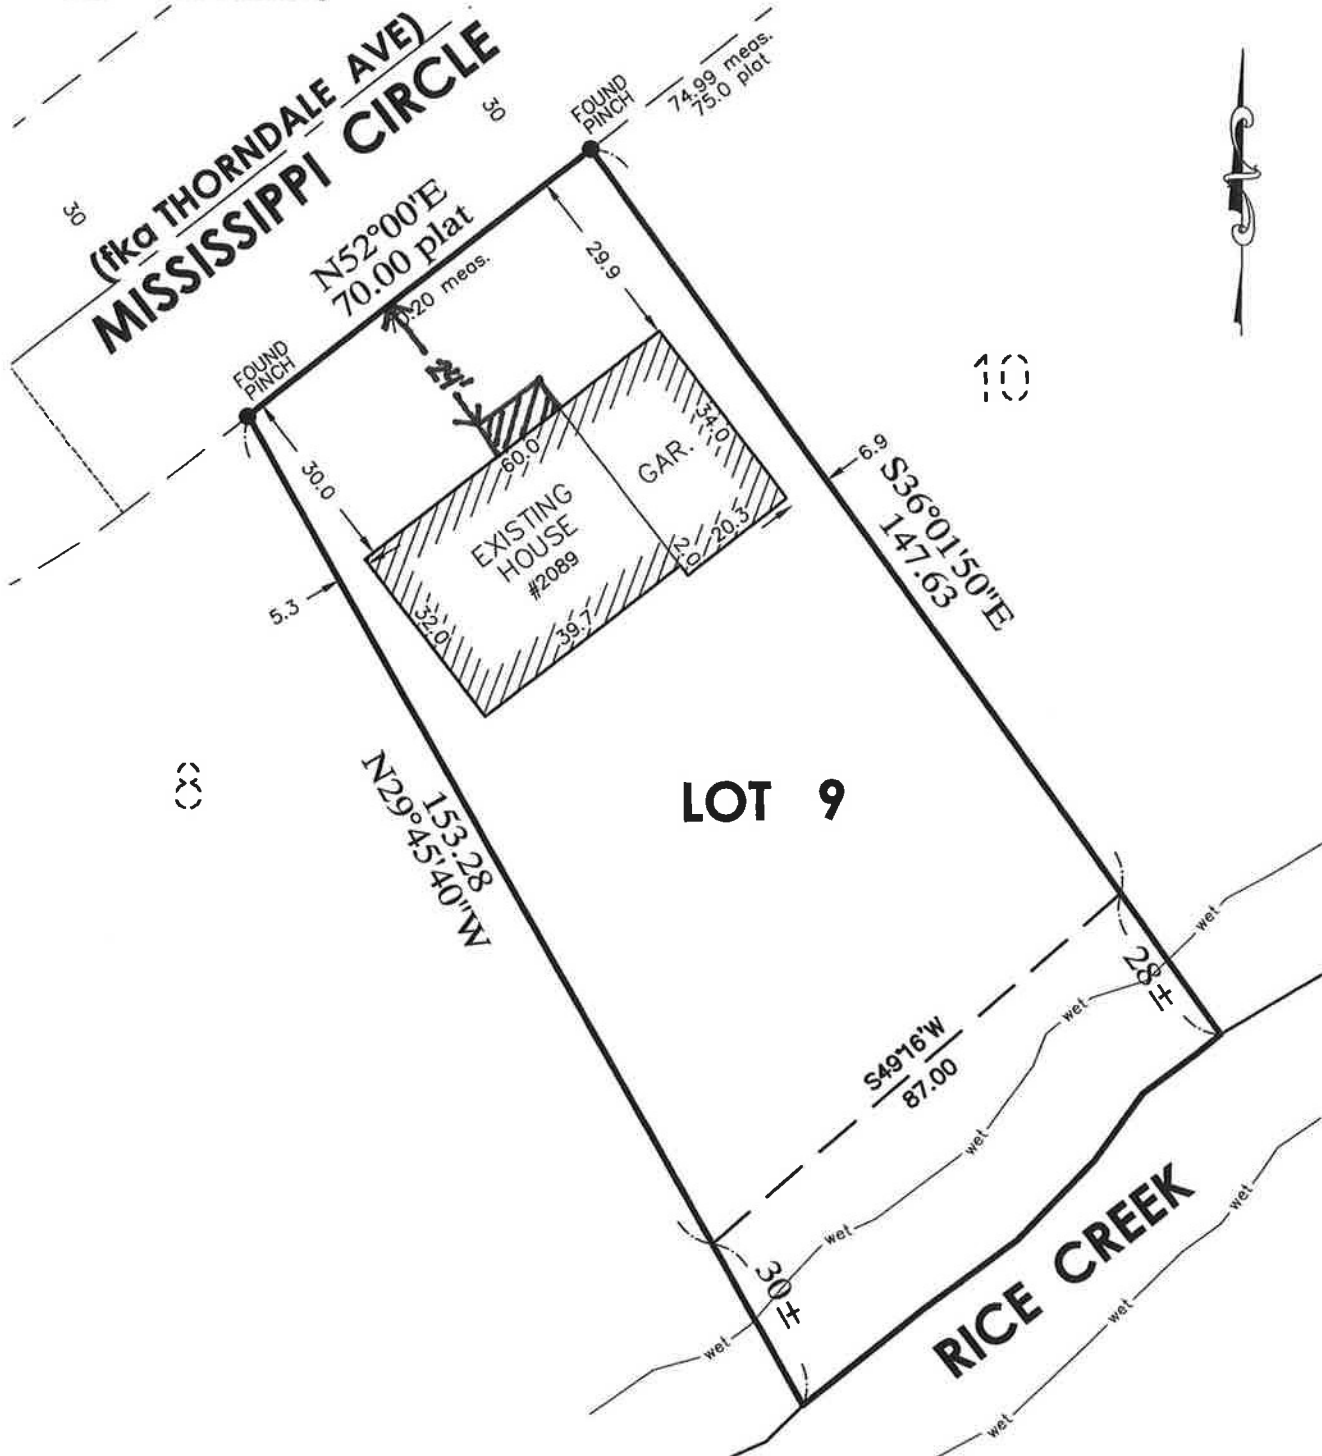 (fka THORNDALE AVE)
MISSISSIPPI CIRCLE
30
30
FOUND
PINCH
74.99 meas.
75.0 plat
N52°00'E
70.00 plat
70.20 meas.
FOUND
PINCH
29.9
24'
30.0
60.0
34.0
GAR.
EXISTING
HOUSE
#2089
2.0
20.3
32.0
39.7
5.3
6.9
S36°01'50"E
147.63
10
8
LOT 9
153.28
N29°45'40"W
S49°16'W
87.00
28±
30±
wet
wet
wet
wet
wet
RICE CREEK
wet
wet
wet